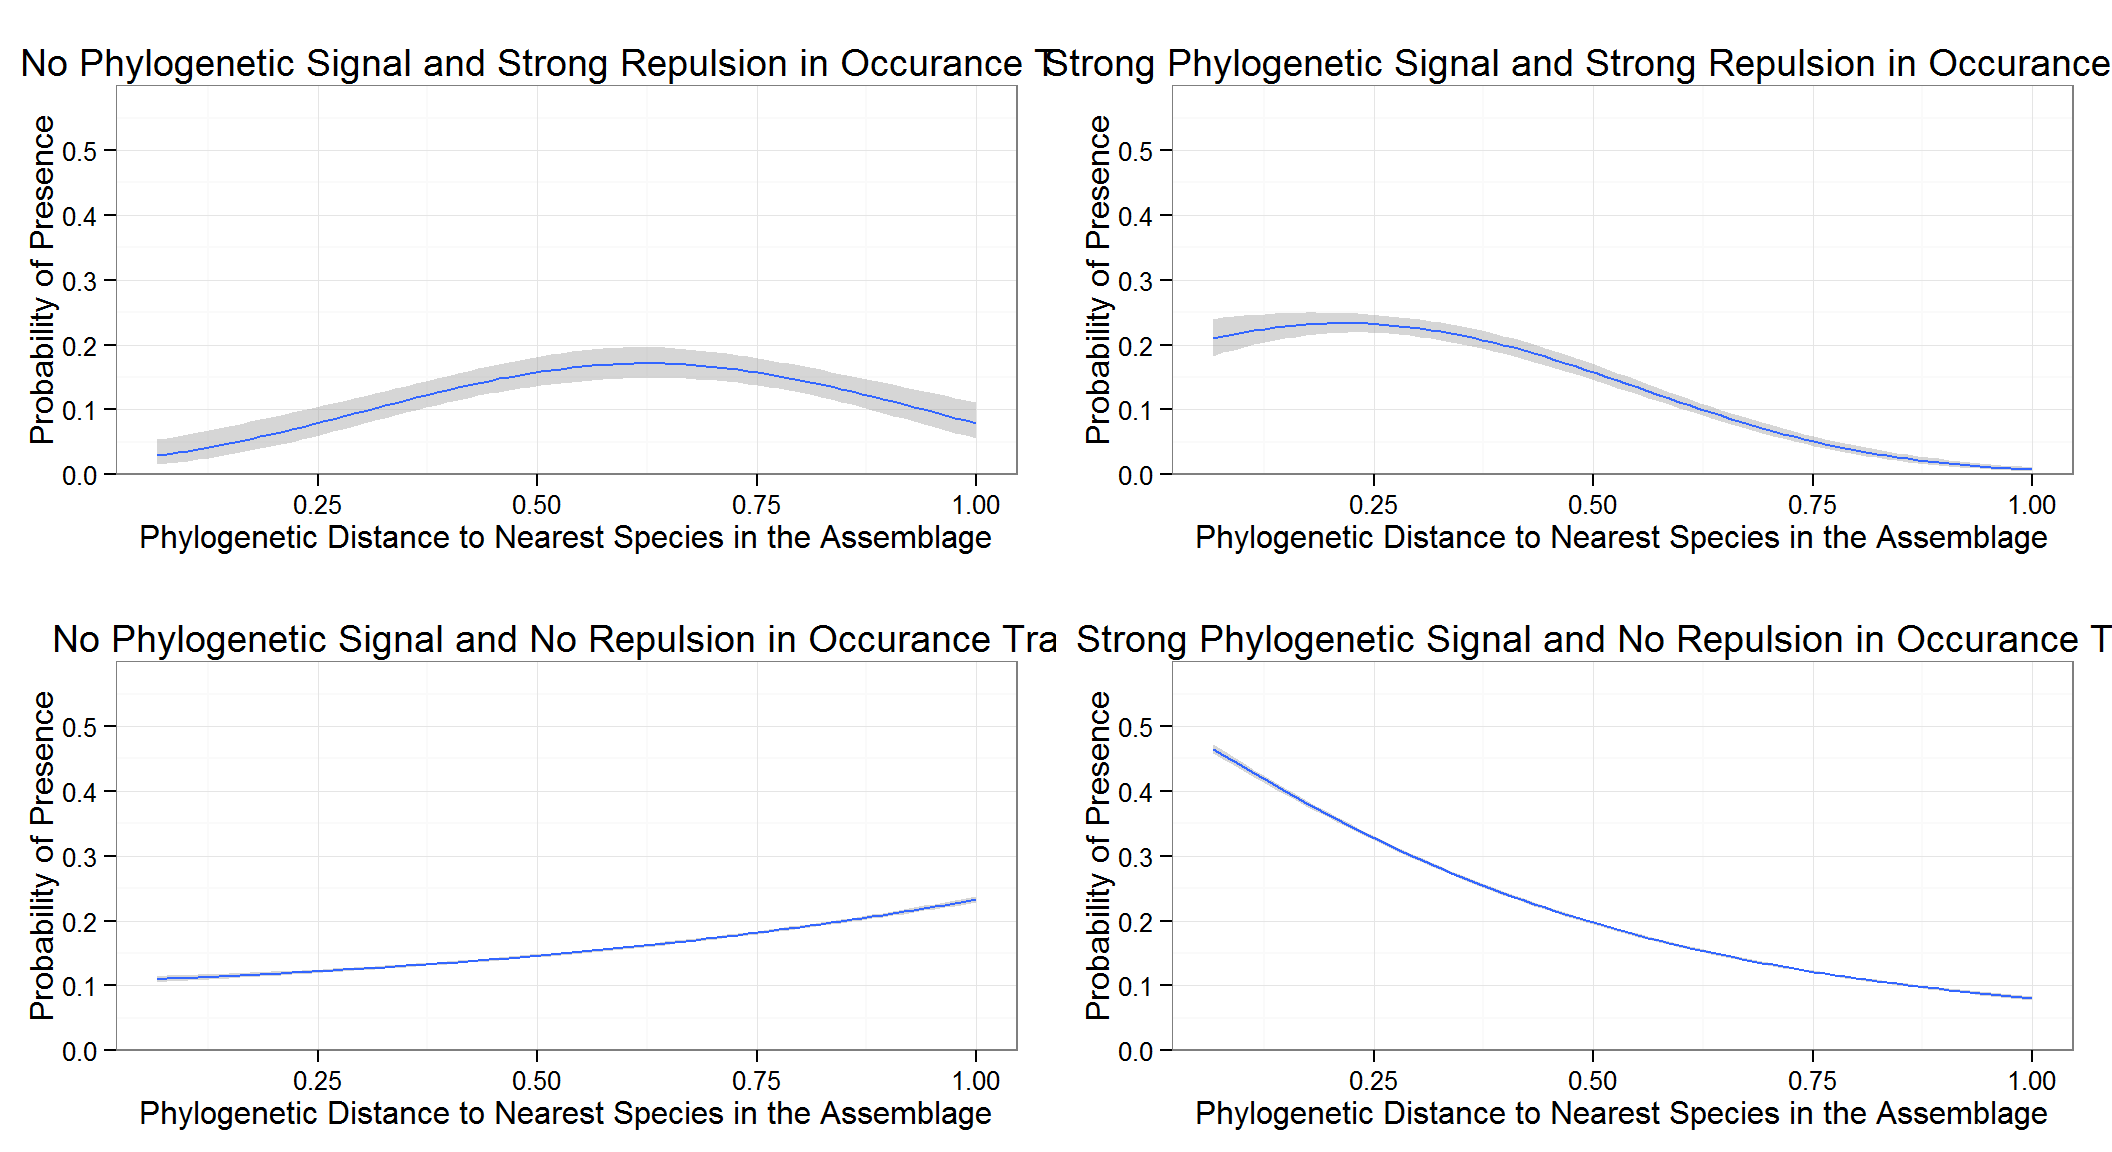 No Phylogenetic Signal and Strong Repulsion in Occurance T
Probability of Presence
0.5
0.4
0.3
0.2
0.1
0.0
0.25 0.50 0.75 1.00
Phylogenetic Distance to Nearest Species in the Assemblage
Strong Phylogenetic Signal and Strong Repulsion in Occurance
Probability of Presence
0.5
0.4
0.3
0.2
0.1
0.0
0.25 0.50 0.75 1.00
Phylogenetic Distance to Nearest Species in the Assemblage
No Phylogenetic Signal and No Repulsion in Occurance Tra
Probability of Presence
0.5
0.4
0.3
0.2
0.1
0.0
0.25 0.50 0.75 1.00
Phylogenetic Distance to Nearest Species in the Assemblage
Strong Phylogenetic Signal and No Repulsion in Occurance T
Probability of Presence
0.5
0.4
0.3
0.2
0.1
0.0
0.25 0.50 0.75 1.00
Phylogenetic Distance to Nearest Species in the Assemblage